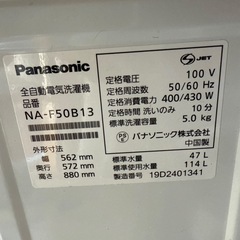 Panasonic
全自動電気洗濯機
品番
NA-F50B13
外形寸法
幅 562 mm
奥行 572 mm
高さ 880 mm
S JET
定格電圧 100 V
定格周波数 50/60 Hz
定格消費電力 400/430 W
定格時間 洗いのみ 10 分
標準洗濯容量 5.0 kg
PS E
パナソニック株式会社
中国製
標準水量 47 L
標準使用水量 114 L
製造番号 19D2401341